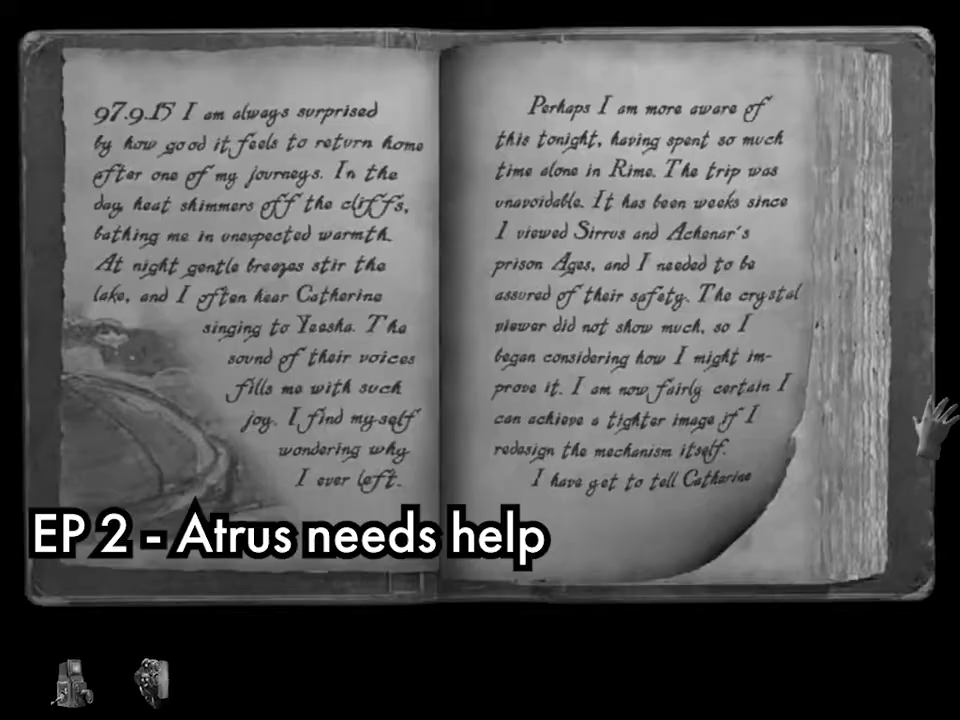 97.9.15 I am always surprised
by how good it feels to return home
after one of my journeys. In the
day, heat shimmers off the cliffs,
bathing me in unexpected warmth.
At night gentle breezes stir the
lake, and I often hear Catherine
singing to Yeesha. The
sound of their voices
fills me with such
joy. I find myself
wondering why
I ever left.
Perhaps I am more aware of
this tonight, having spent so much
time alone in Rime. The trip was
unavoidable. It has been weeks since
I viewed Sirrus and Achenar's
prison Ages, and I needed to be
assured of their safety. The crystal
viewer did not show much, so I
began considering how I might im-
prove it. I am now fairly certain I
can achieve a tighter image if I
redesign the mechanism itself.
I have yet to tell Catherine
EP 2 - Atrus needs help